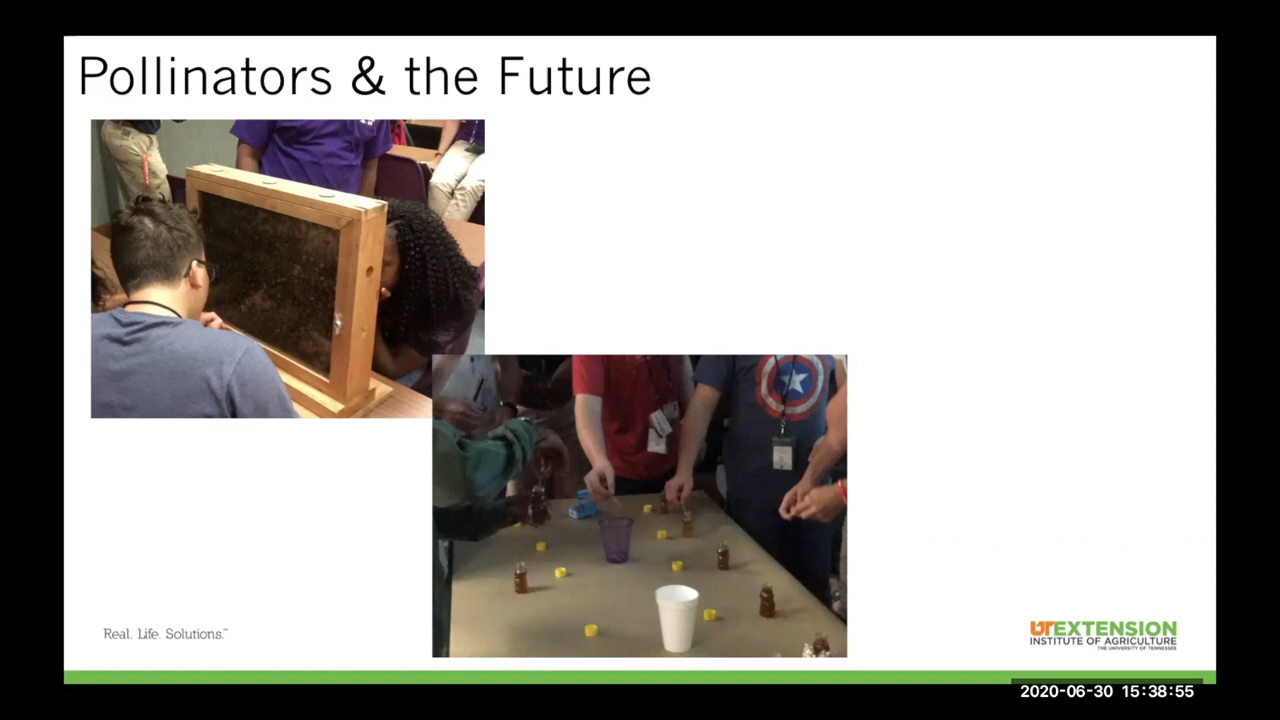 Pollinators & the Future
Real. Life. Solutions.™
UTEXTENSION
INSTITUTE OF AGRICULTURE
THE UNIVERSITY OF TENNESSEE
2020-06-30 15:38:55